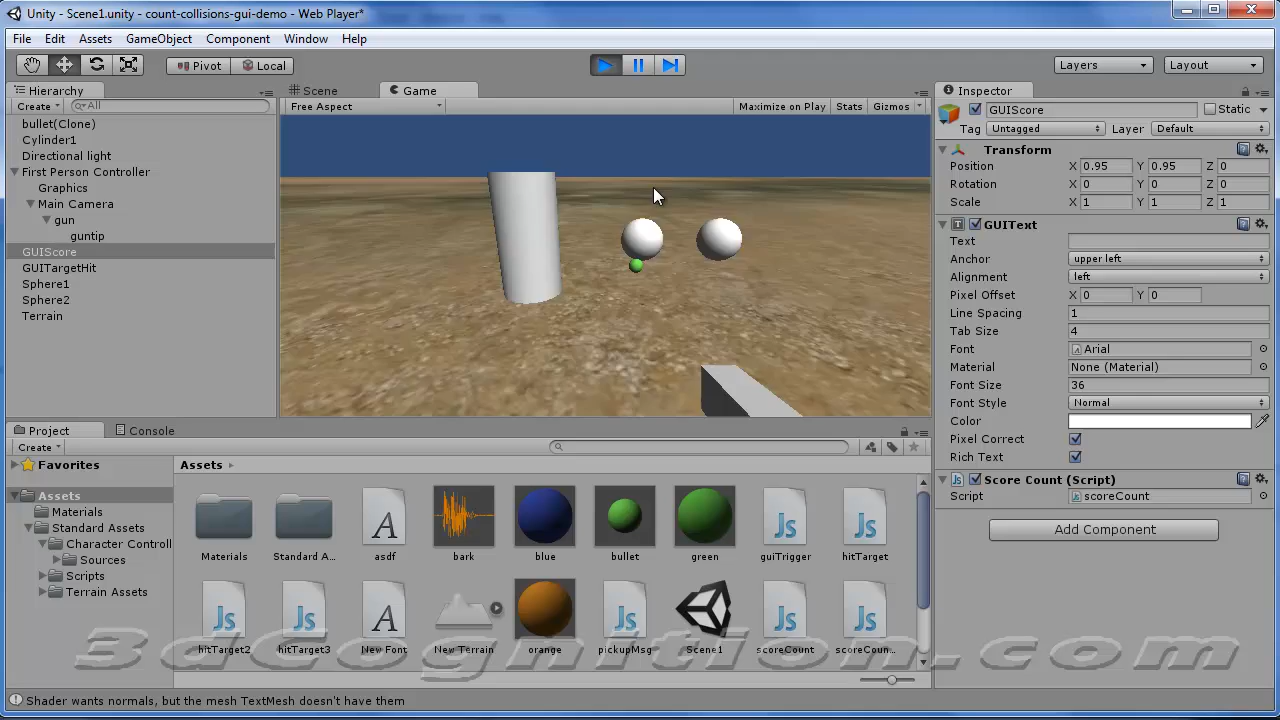 Unity - Scene1.unity - count-collisions-gui-demo - Web Player*
File Edit Assets GameObject Component Window Help
Pivot Local Layers Layout
Hierarchy Scene Game Inspector
Create All Free Aspect Maximize on Play Stats Gizmos
bullet(Clone)
Cylinder1
Directional light
First Person Controller
Graphics
Main Camera
gun
guntip
GUIScore
GUITargetHit
Sphere1
Sphere2
Terrain
GUIScore Static
Tag Untagged Layer Default
Transform
Position X 0.95 Y 0.95 Z 0
Rotation X 0 Y 0 Z 0
Scale X 1 Y 1 Z 1
GUIText
Text
Anchor upper left
Alignment left
Pixel Offset X 0 Y 0
Line Spacing 1
Tab Size 4
Font Arial
Material None (Material)
Font Size 36
Font Style Normal
Color
Pixel Correct
Rich Text
Score Count (Script)
Script scoreCount
Add Component
Project Console
Create
Favorites
Assets
Materials
Standard Assets
Character Controll
Sources
Scripts
Terrain Assets
Assets
Materials Standard A... asdf bark blue bullet green guiTrigger hitTarget
hitTarget2 hitTarget3 New Font New Terrain orange pickupMsg Scene1 scoreCount scoreCoun...
3dCognition.com
Shader wants normals, but the mesh TextMesh doesn't have them